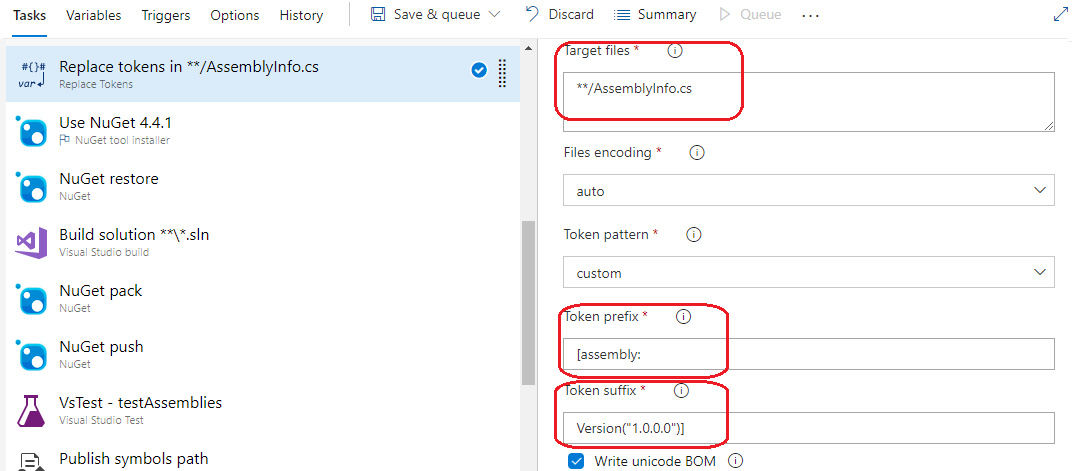 Tasks Variables Triggers Options History Save & queue Discard Summary Queue ...
#{}#
var
Replace tokens in **/AssemblyInfo.cs
Replace Tokens
Use NuGet 4.4.1
NuGet tool installer
NuGet restore
NuGet
Build solution **\*.sln
Visual Studio build
NuGet pack
NuGet
NuGet push
NuGet
VsTest - testAssemblies
Visual Studio Test
Publish symbols path
Target files *
**/AssemblyInfo.cs
Files encoding *
auto
Token pattern *
custom
Token prefix *
[assembly:
Token suffix *
Version("1.0.0.0")]
Write unicode BOM